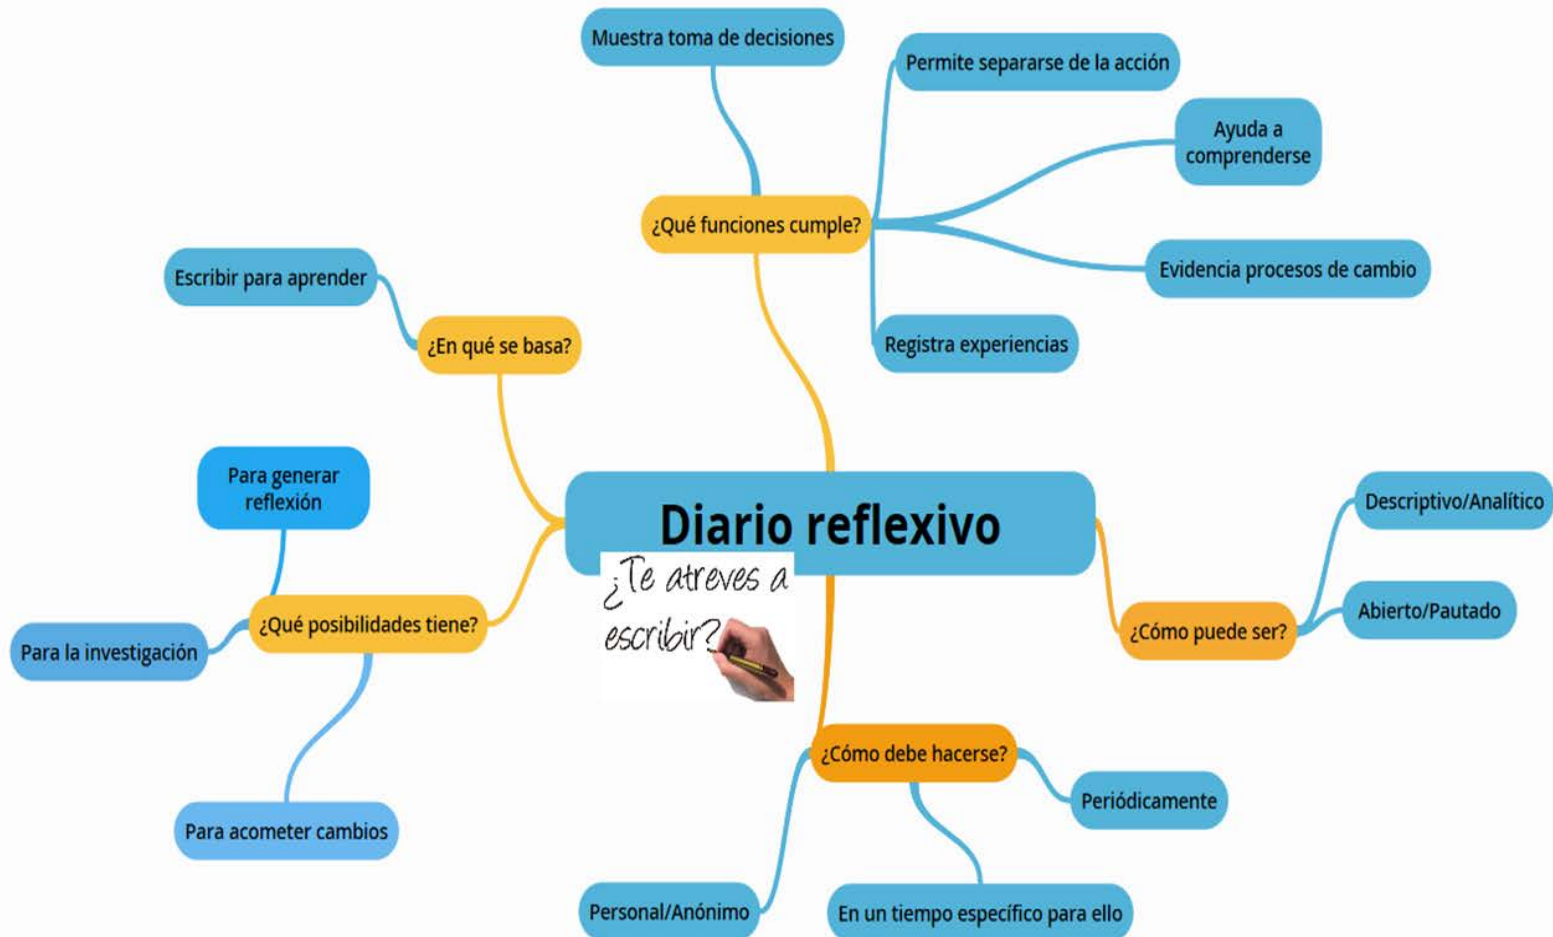 Muestra toma de decisiones
Permite separarse de la acción
Ayuda a
comprenderse
¿Qué funciones cumple?
Evidencia procesos de cambio
Registra experiencias
Escribir para aprender
¿En qué se basa?
Para generar
reflexión
¿Qué posibilidades tiene?
Para la investigación
Para acometer cambios
Diario reflexivo
¿Te atreves a
escribir?
Descriptivo/Analítico
Abierto/Pautado
¿Cómo puede ser?
¿Cómo debe hacerse?
Periódicamente
Personal/Anónimo
En un tiempo específico para ello